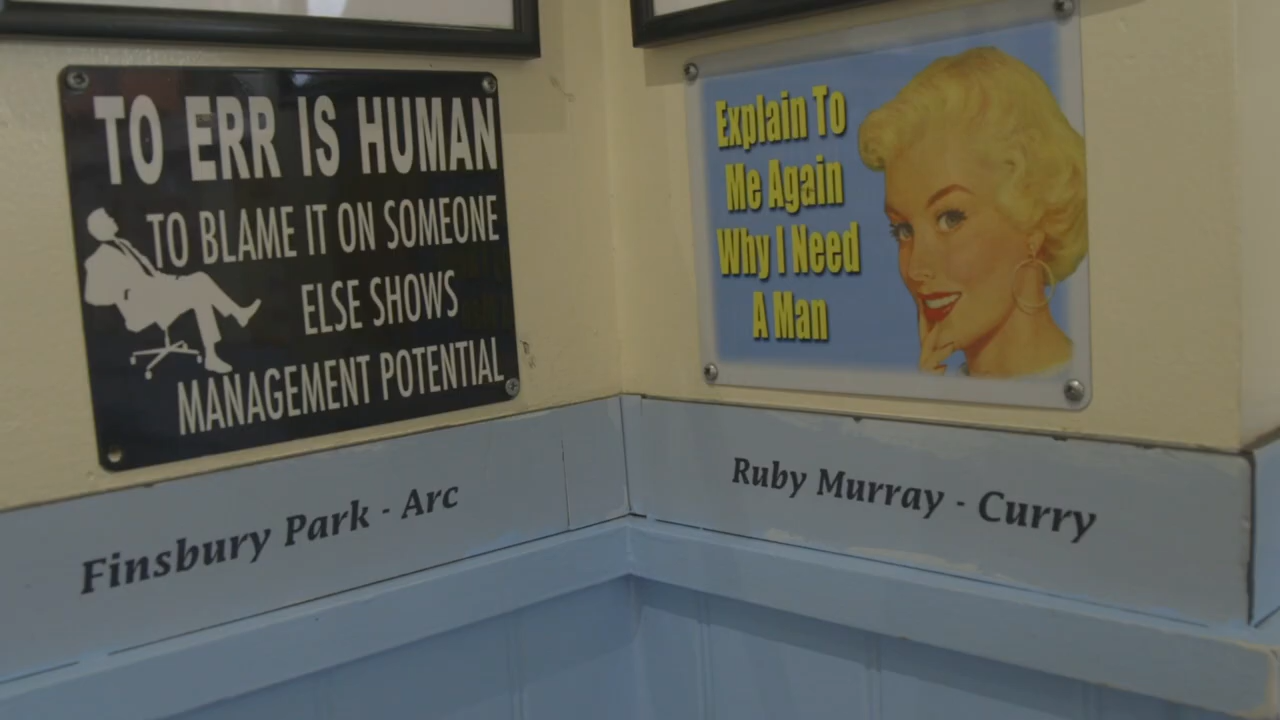 TO ERR IS HUMAN
TO BLAME IT ON SOMEONE
ELSE SHOWS
MANAGEMENT POTENTIAL
Explain To
Me Again
Why I Need
A Man
Finsbury Park - Arc
Ruby Murray - Curry